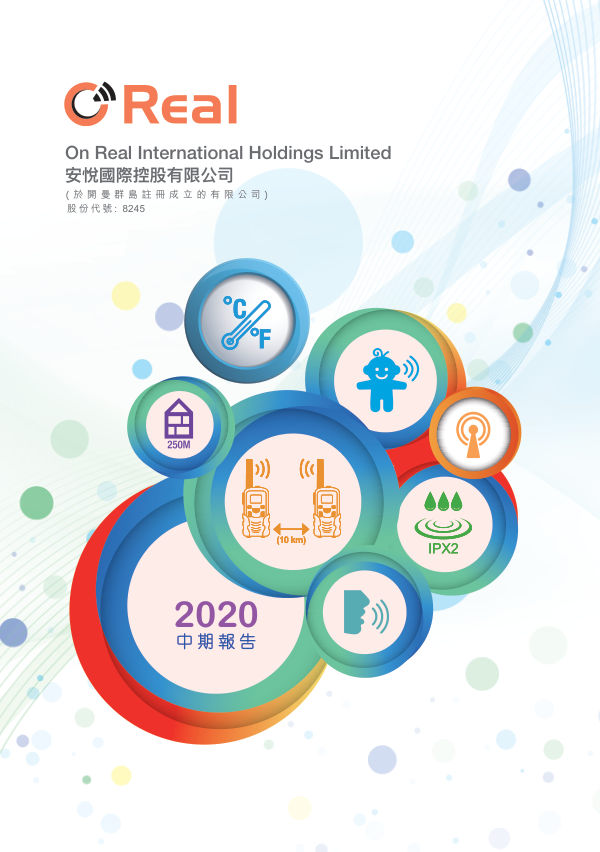 Real
On Real International Holdings Limited
安悅國際控股有限公司
(於開曼群島註冊成立的有限公司)
股份代號: 8245
°C
°F
250M
(10 km)
IPX2
2020
中期報告